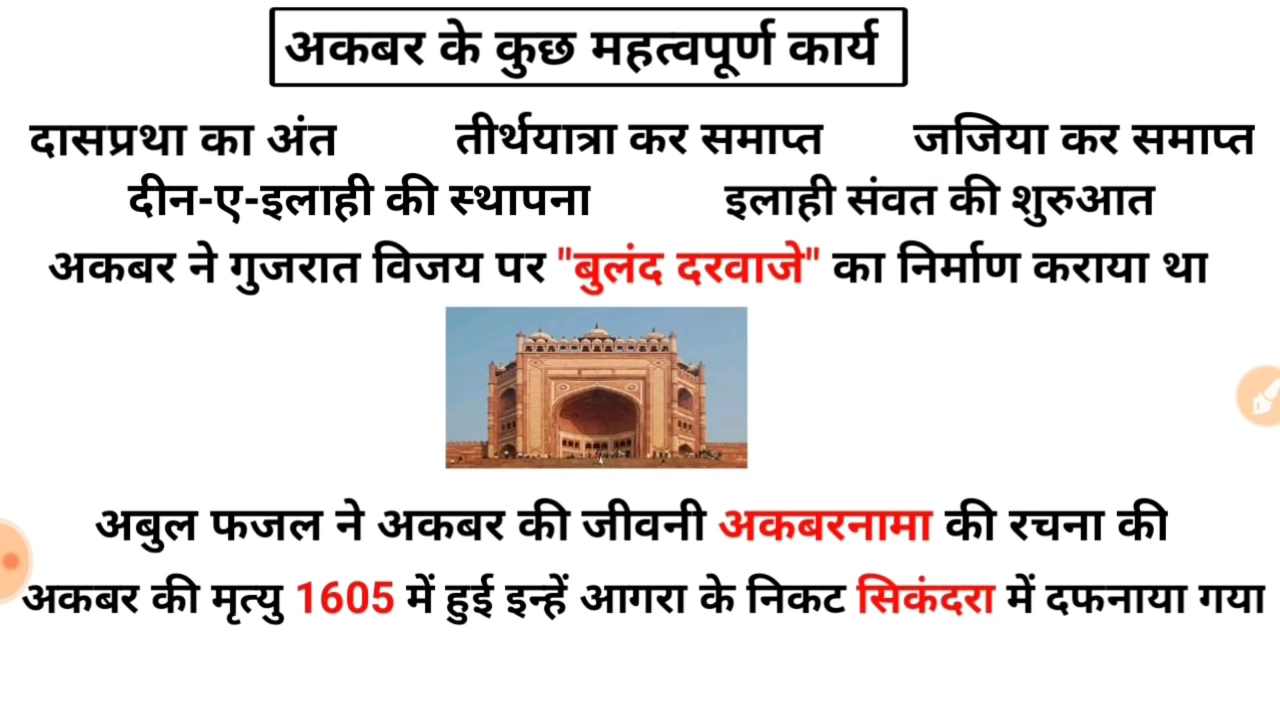 अकबर के कुछ महत्वपूर्ण कार्य
दासप्रथा का अंत तीर्थयात्रा कर समाप्त जजिया कर समाप्त
दीन-ए-इलाही की स्थापना इलाही संवत की शुरुआत
अकबर ने गुजरात विजय पर "बुलंद दरवाजे" का निर्माण कराया था
अबुल फजल ने अकबर की जीवनी अकबरनामा की रचना की
अकबर की मृत्यु 1605 में हुई इन्हें आगरा के निकट सिकंदरा में दफनाया गया